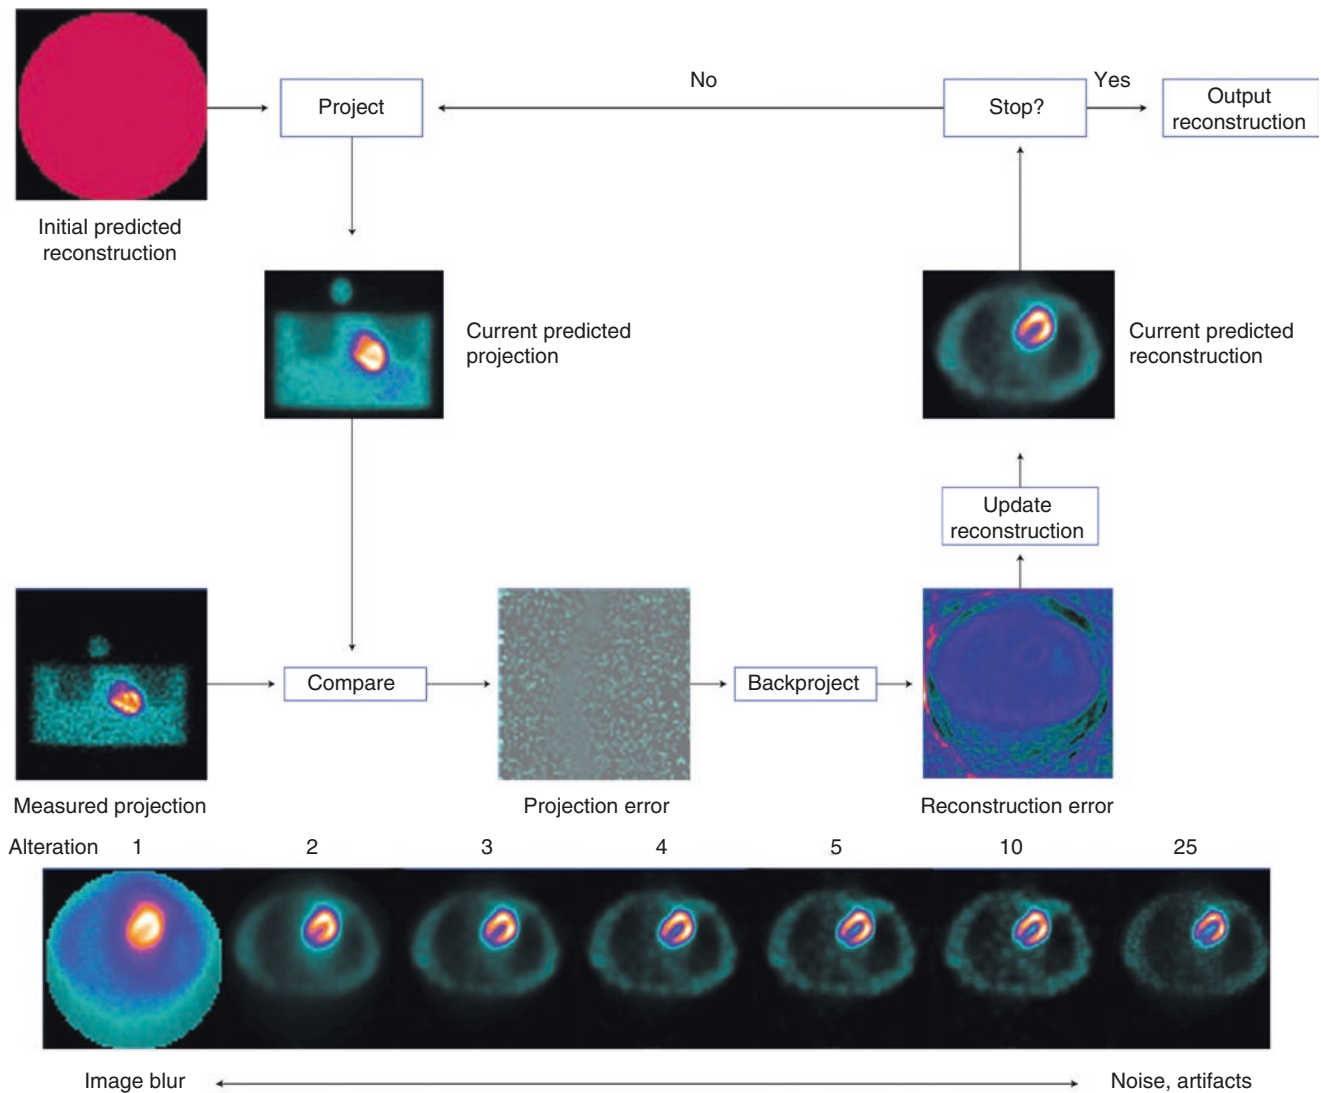 No
Yes
Project
Stop?
Output
reconstruction
Initial predicted
reconstruction
Current predicted
projection
Current predicted
reconstruction
Update
reconstruction
Compare
Backproject
Measured projection
Projection error
Reconstruction error
Alteration 1 2 3 4 5 10 25
Image blur
Noise, artifacts